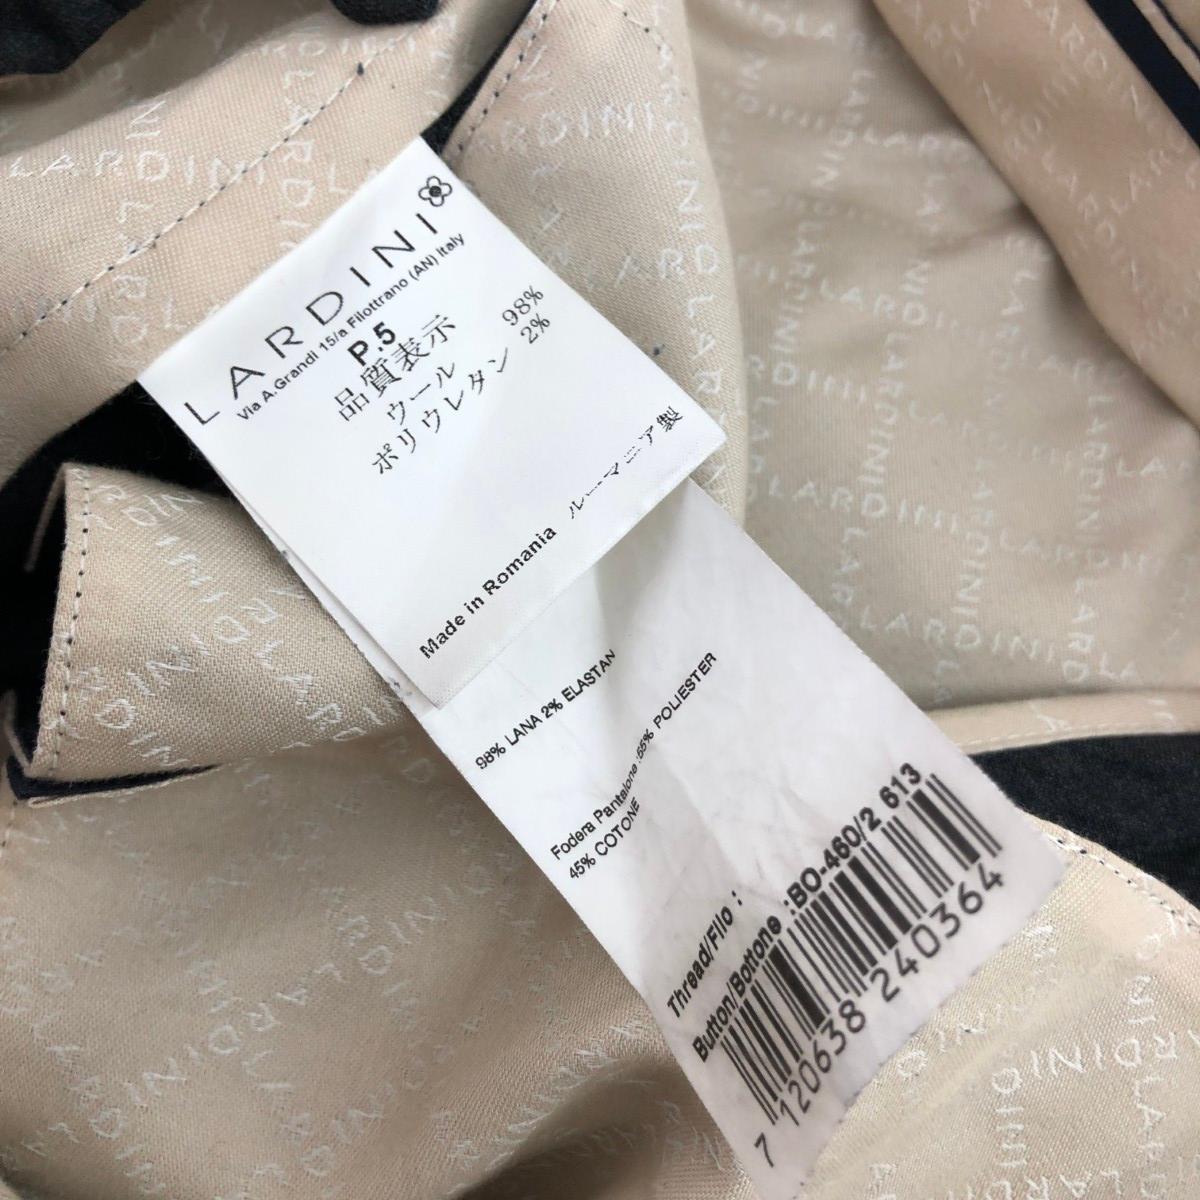 LARDINI
Via A.Grandi 15/a Filottrano (AN) Italy
P.5
品質表示
ウール 98%
ポリウレタン 2%
Made in Romania ルーマニア製
98% LANA 2% ELASTAN
Fodera Pantalone :55% POLIESTER
45% COTONE
Thread/Filo :
Button/Bottone :BO-460/2 613
7 120638 240364